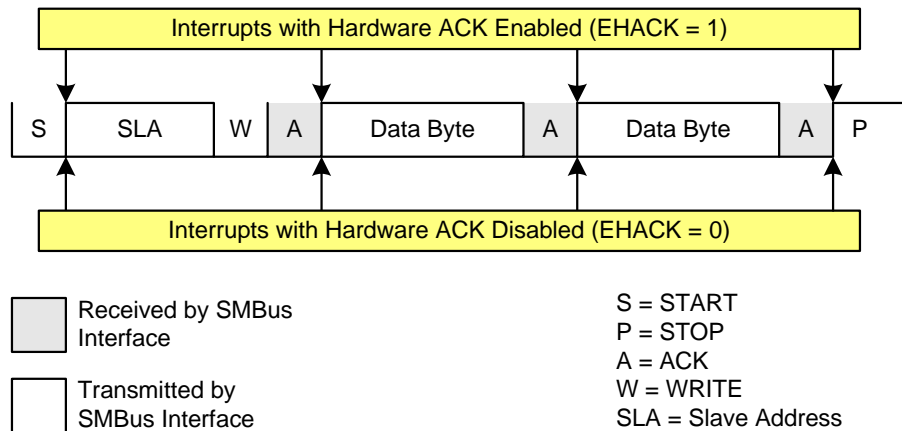 Interrupts with Hardware ACK Enabled (EHACK = 1)
S SLA W A Data Byte A Data Byte A P
Interrupts with Hardware ACK Disabled (EHACK = 0)
Received by SMBus
Interface
Transmitted by
SMBus Interface
S = START
P = STOP
A = ACK
W = WRITE
SLA = Slave Address